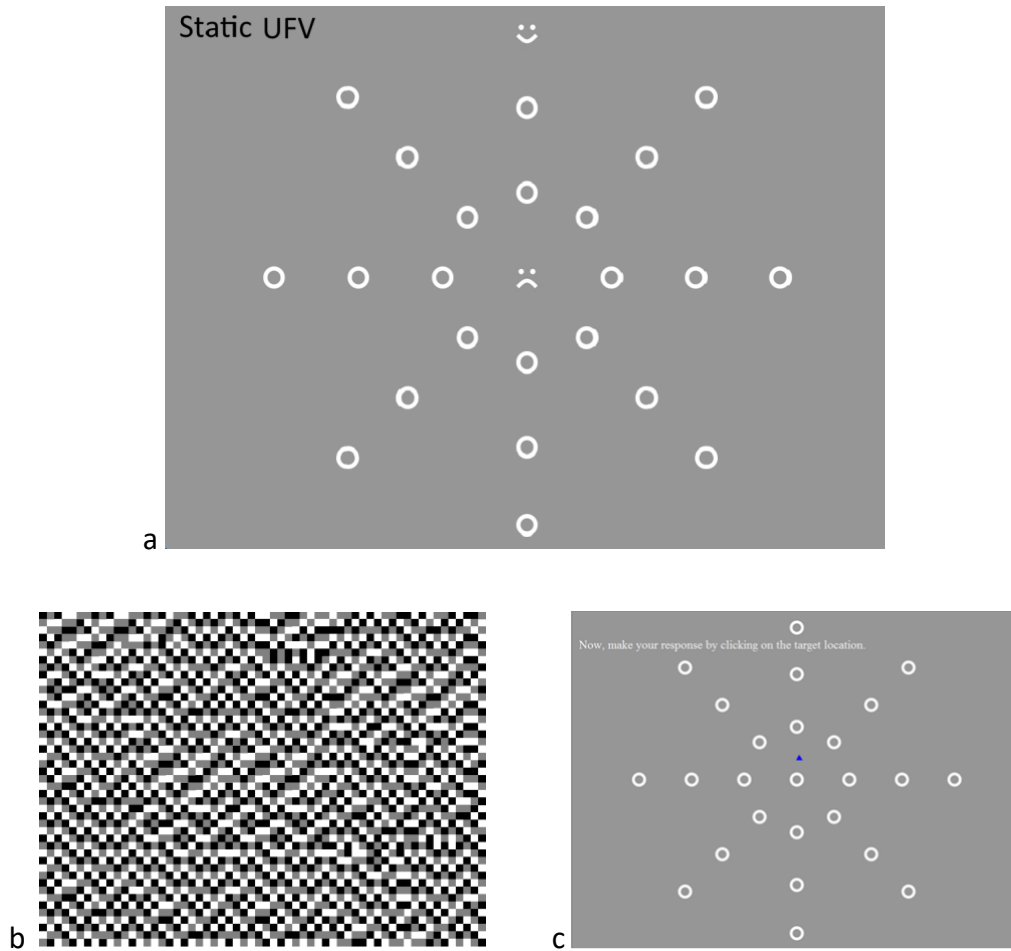 Static UFV
a
b
c
Now, make your response by clicking on the target location.